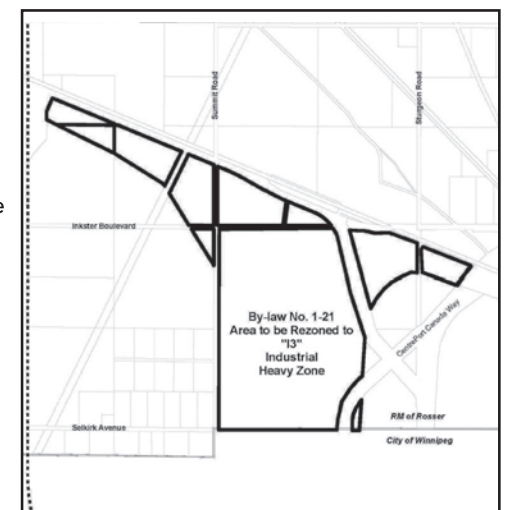 Summit Road
Sturgeon Road
e
Inkster Boulevard
By-law No. 1-21
Area to be Rezoned to
"I3"
Industrial
Heavy Zone
CentrePort Canada Way
RM of Rosser
Selkirk Avenue
City of Winnipeg